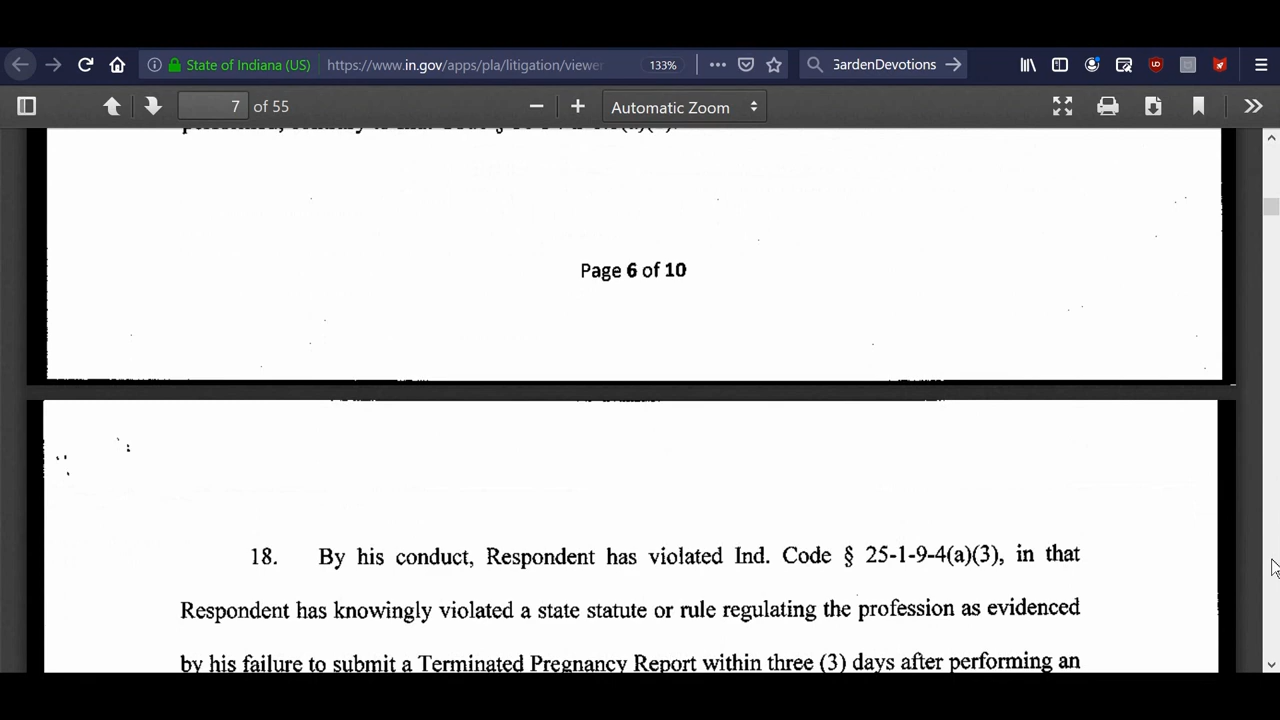 State of Indiana (US) https://www.in.gov/apps/pla/litigation/viewer 133% GardenDevotions
7 of 55 Automatic Zoom
Page 6 of 10
18. By his conduct, Respondent has violated Ind. Code § 25-1-9-4(a)(3), in that
Respondent has knowingly violated a state statute or rule regulating the profession as evidenced
by his failure to submit a Terminated Pregnancy Report within three (3) days after performing an